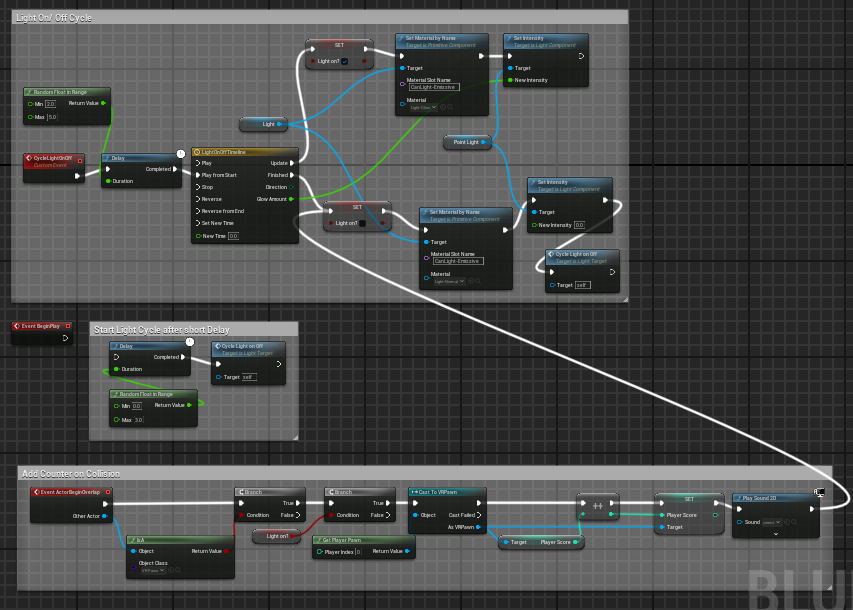 Light On/ Off Cycle
SET
Light on?
Set Material by Name
Target is Primitive Component
Target
Material Slot Name
CanLight-Emissive
Material
Set Intensity
Target is Light Component
Target
New Intensity
Random Float in Range
Min 2.0
Return Value
Max 5.0
Light
Point Light
CycleLightOnOff
Custom Event
Delay
Completed
Duration
LightOnOffTimeline
Play
Update
Play from Start
Finished
Stop
Direction
Reverse
Glow Amount
Reverse from End
Set New Time
New Time 0.0
SET
Light on?
Set Material by Name
Target is Primitive Component
Target
Material Slot Name
CanLight-Emissive
Material
Set Intensity
Target is Light Component
Target
New Intensity 0.0
Cycle Light on Off
Target is Light Target
Target self
Event BeginPlay
Start Light Cycle after short Delay
Delay
Completed
Duration
Cycle Light on Off
Target is Light Target
Target self
Random Float in Range
Min 0.0
Return Value
Max 3.0
Add Counter on Collision
Event ActorBeginOverlap
Other Actor
IsA
Object
Return Value
Object Class
Branch
True
Condition
False
Light on?
Branch
True
Condition
False
Get Player Pawn
Player Index 0
Return Value
Cast To VRPawn
Object
Cast Failed
As VRPawn
Target
Player Score
++
SET
Player Score
Target
Play Sound 2D
Sound
BLU